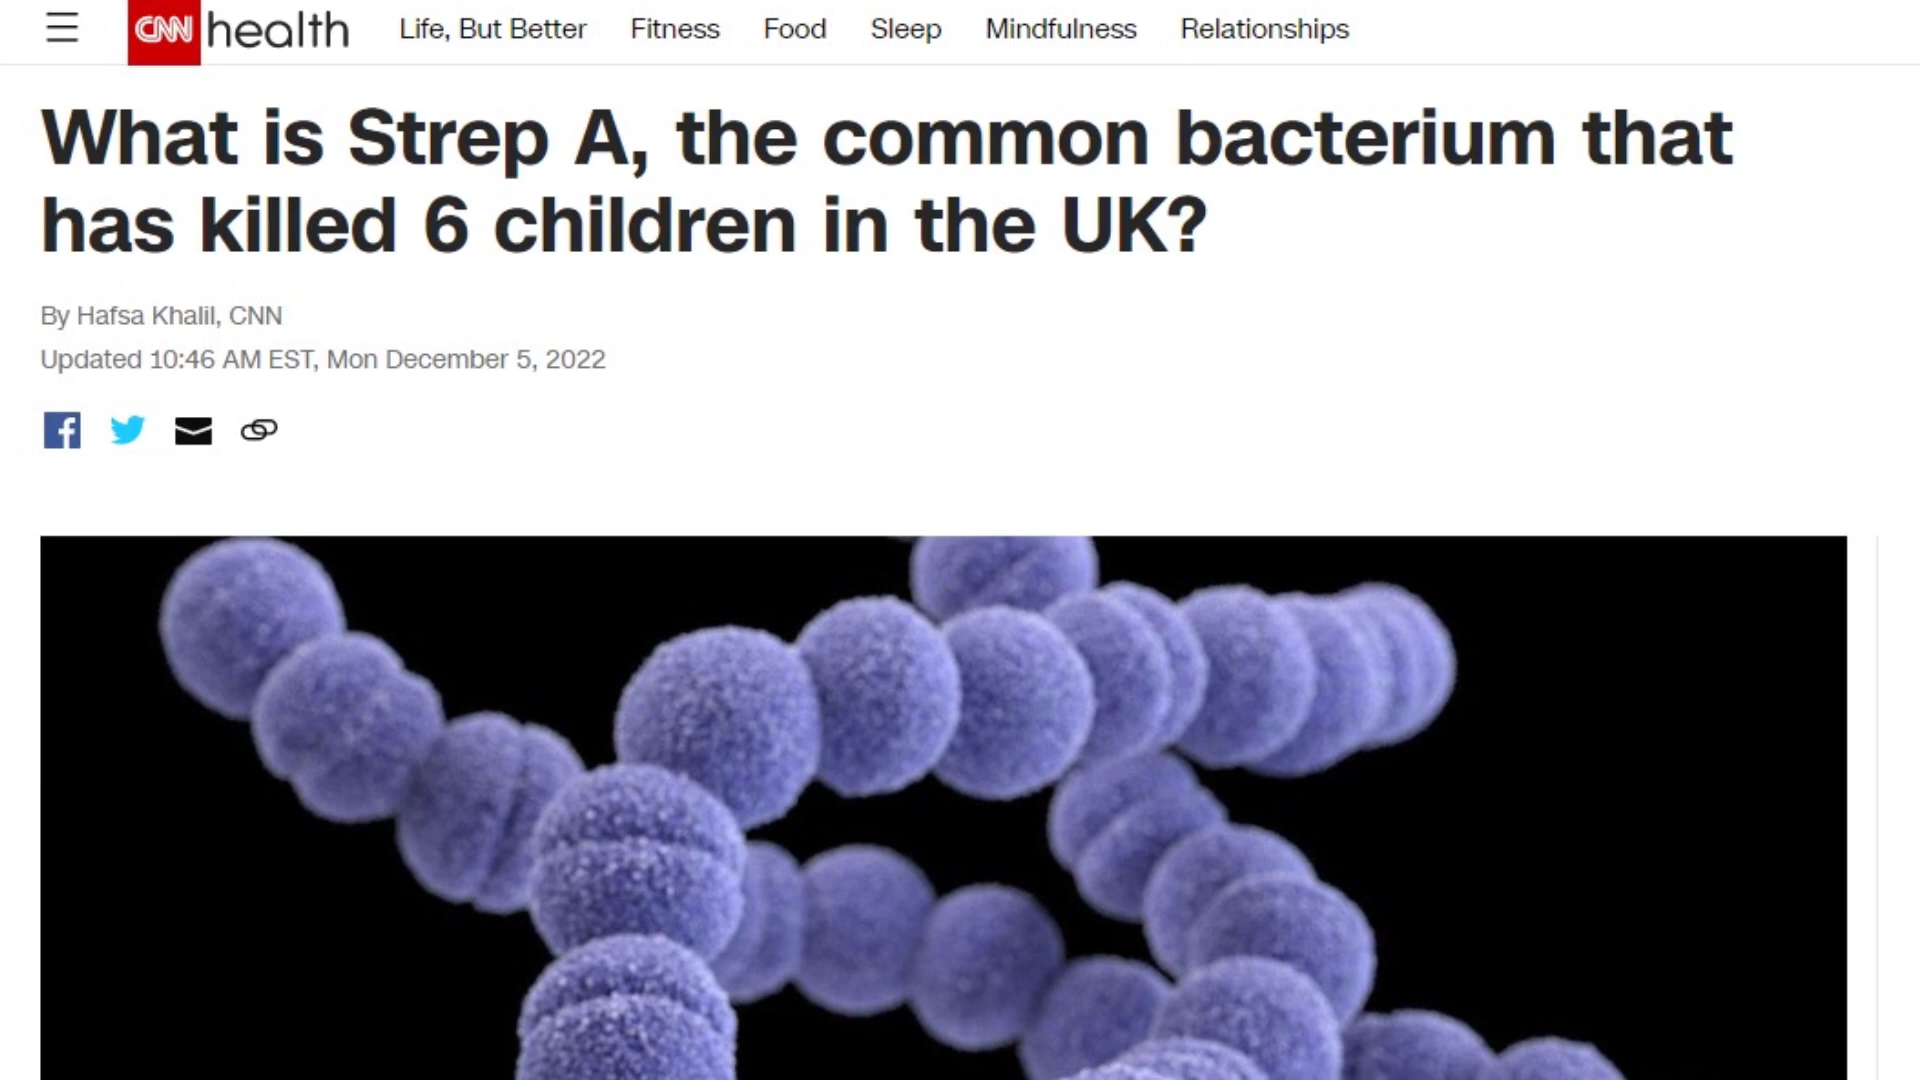 CNN health Life, But Better Fitness Food Sleep Mindfulness Relationships
What is Strep A, the common bacterium that
has killed 6 children in the UK?
By Hafsa Khalil, CNN
Updated 10:46 AM EST, Mon December 5, 2022